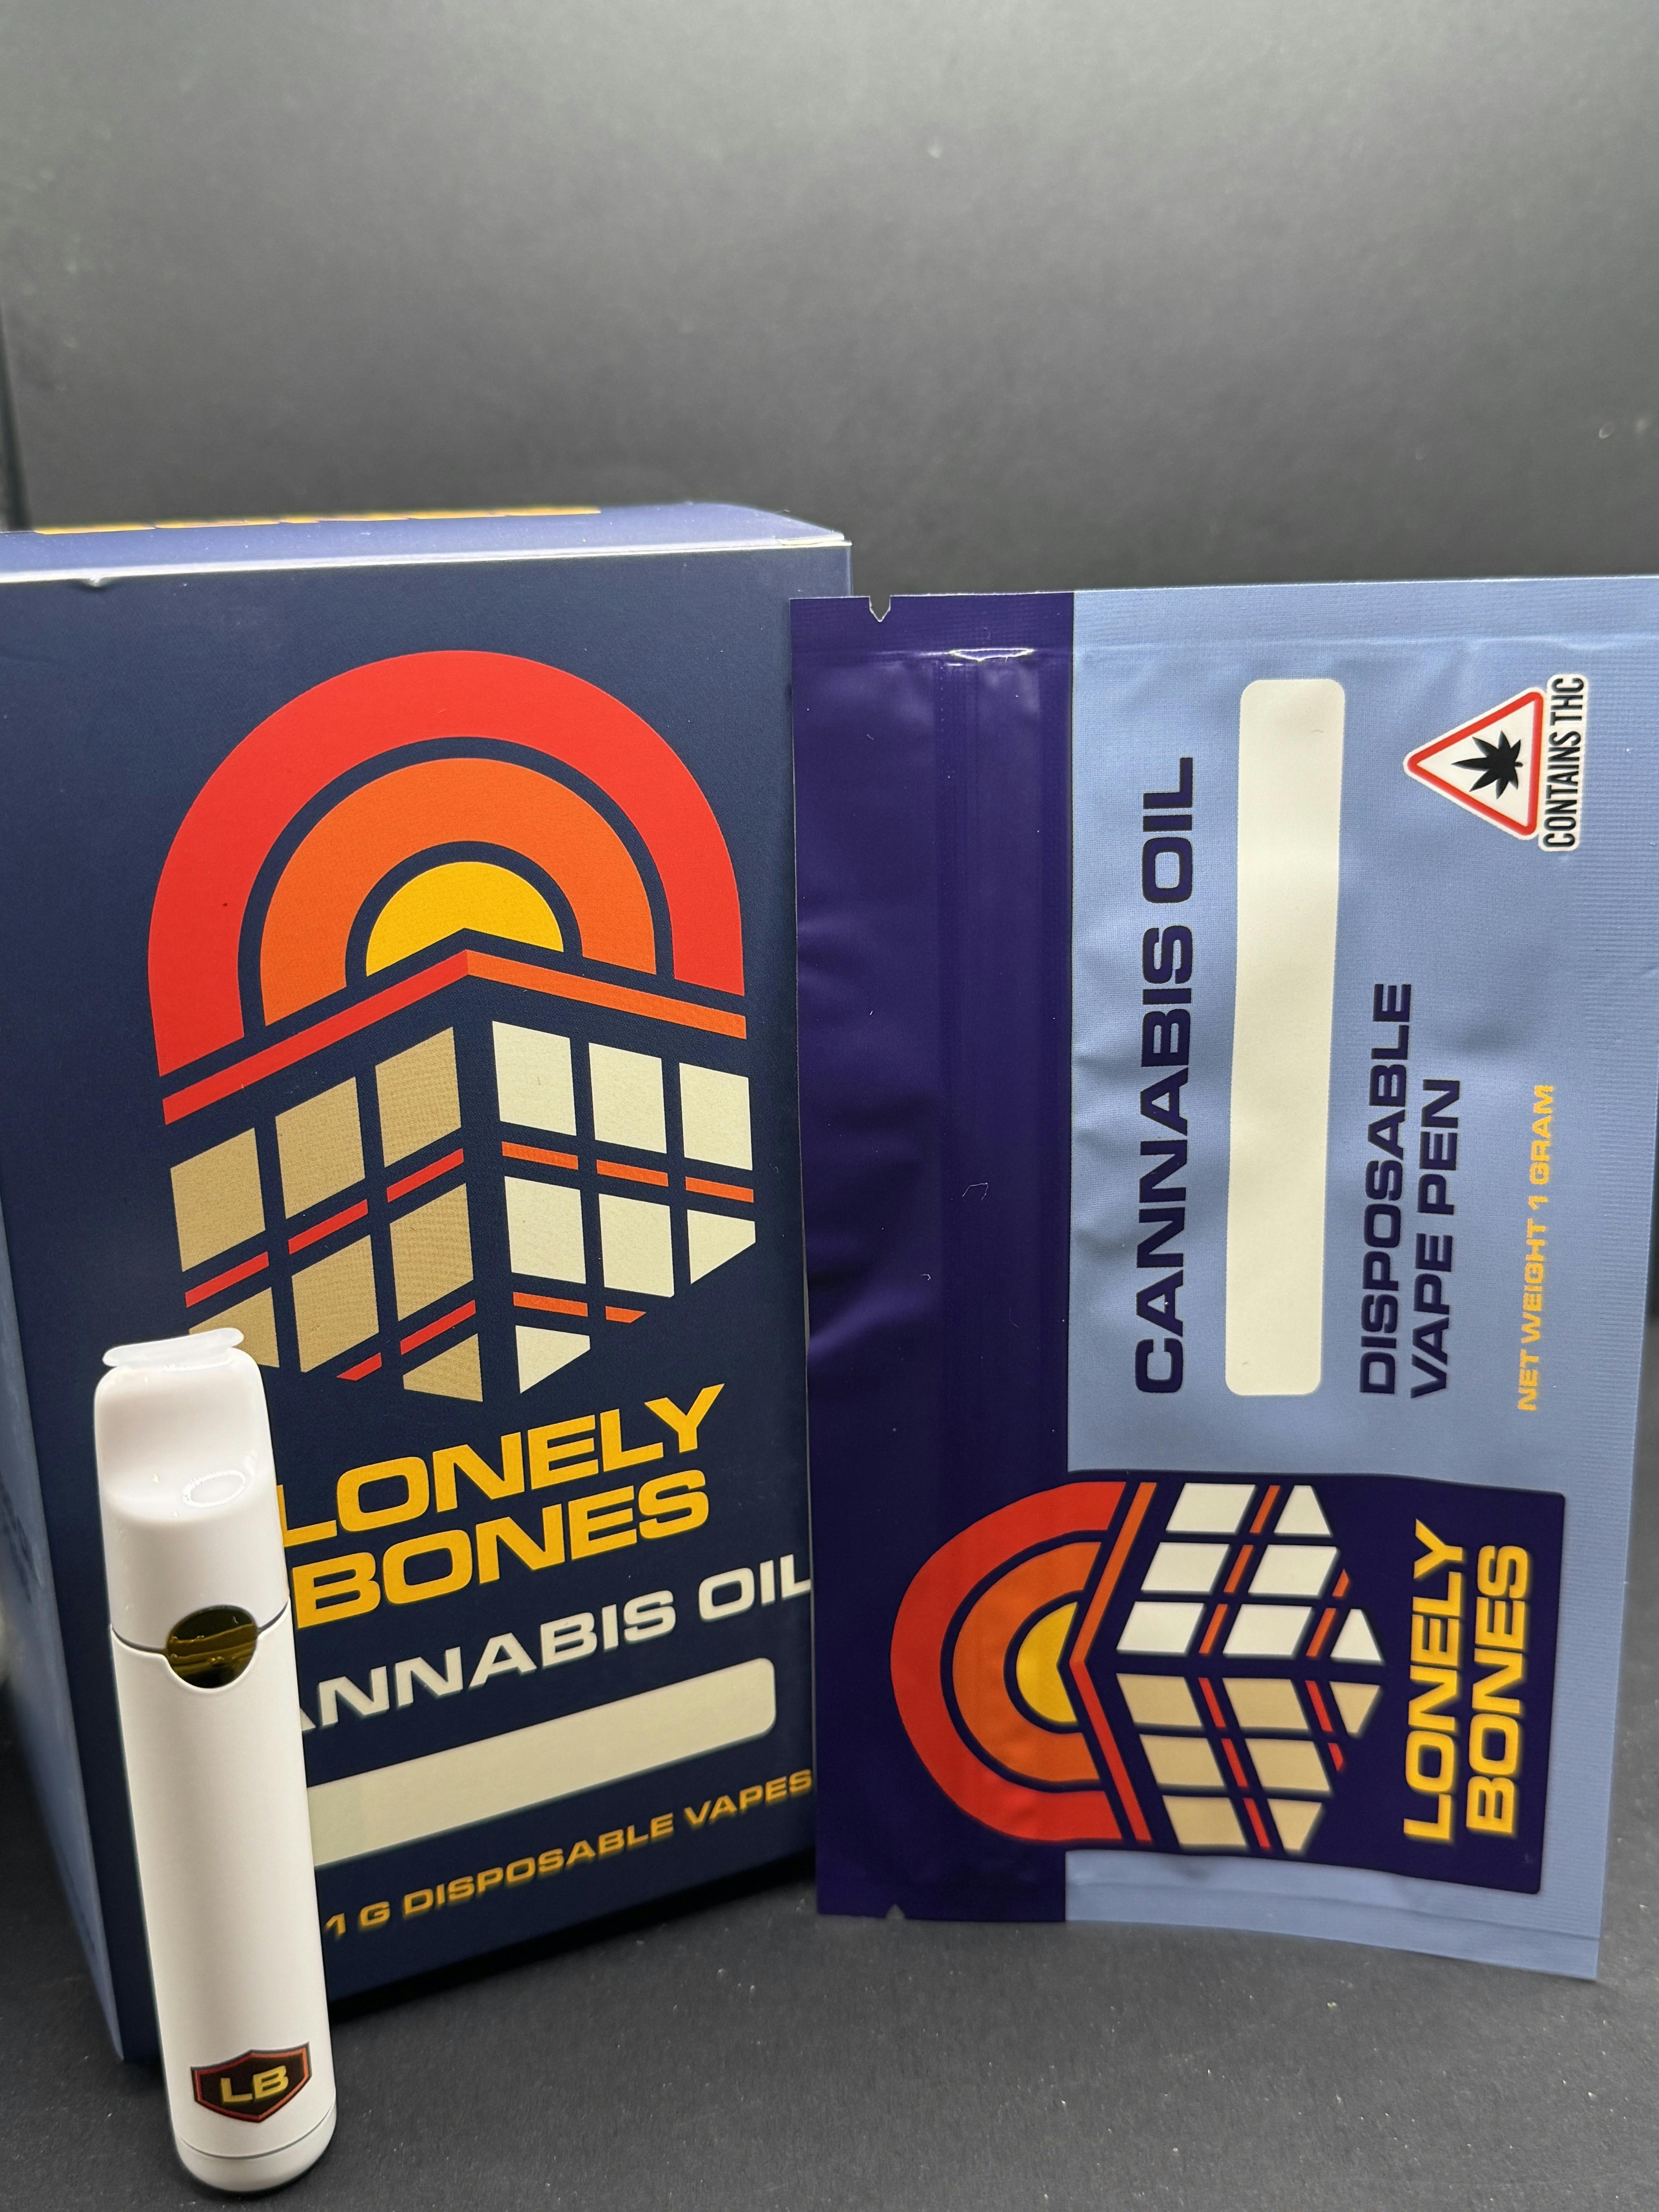 LONELY
BONES
ANNABIS OIL
1 G DISPOSABLE VAPES
LB
CANNABIS OIL
DISPOSABLE
VAPE PEN
NET WEIGHT 1 GRAM
CONTAINS THC
LONELY
BONES